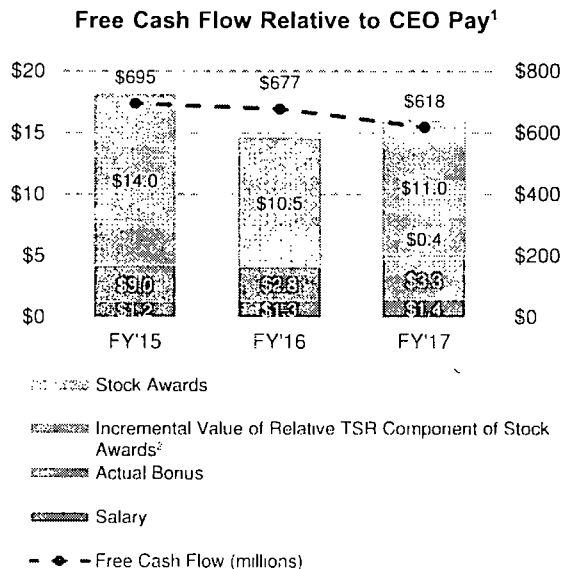 Free Cash Flow Relative to CEO Pay¹
$20
$800
$695
$677
$618
$15
$600
$14.0
$10.5
$11.0
$10
$400
$0.4
$5
$200
$3.0
$2.8
$3.3
$1.2
$1.3
$1.4
$0
$0
FY'15
FY'16
FY'17
Stock Awards
Incremental Value of Relative TSR Component of Stock
Awards²
Actual Bonus
Salary
Free Cash Flow (millions)